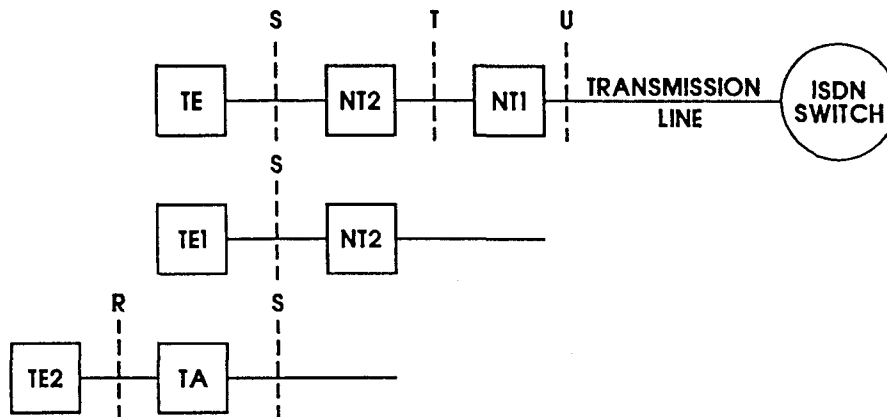 S T U
TE NT2 NT1 TRANSMISSION LINE ISDN SWITCH
S
TE1 NT2
R S
TE2 TA